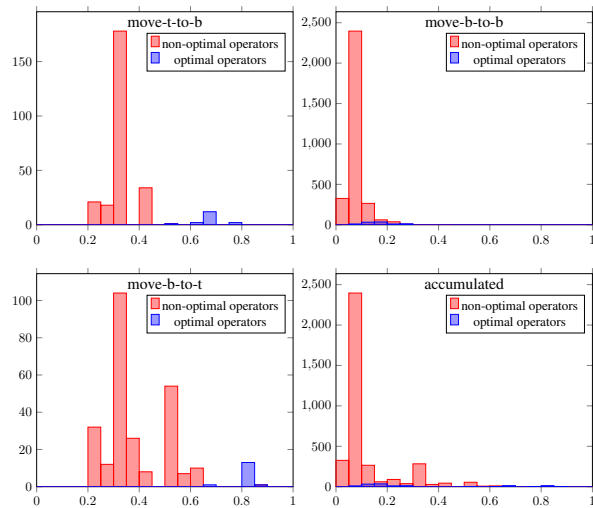 move-t-to-b
non-optimal operators
optimal operators
150
100
50
0
0 0.2 0.4 0.6 0.8 1
move-b-to-b
non-optimal operators
optimal operators
2,500
2,000
1,500
1,000
500
0
0 0.2 0.4 0.6 0.8 1
move-b-to-t
non-optimal operators
optimal operators
100
80
60
40
20
0
0 0.2 0.4 0.6 0.8 1
accumulated
non-optimal operators
optimal operators
2,500
2,000
1,500
1,000
500
0
0 0.2 0.4 0.6 0.8 1